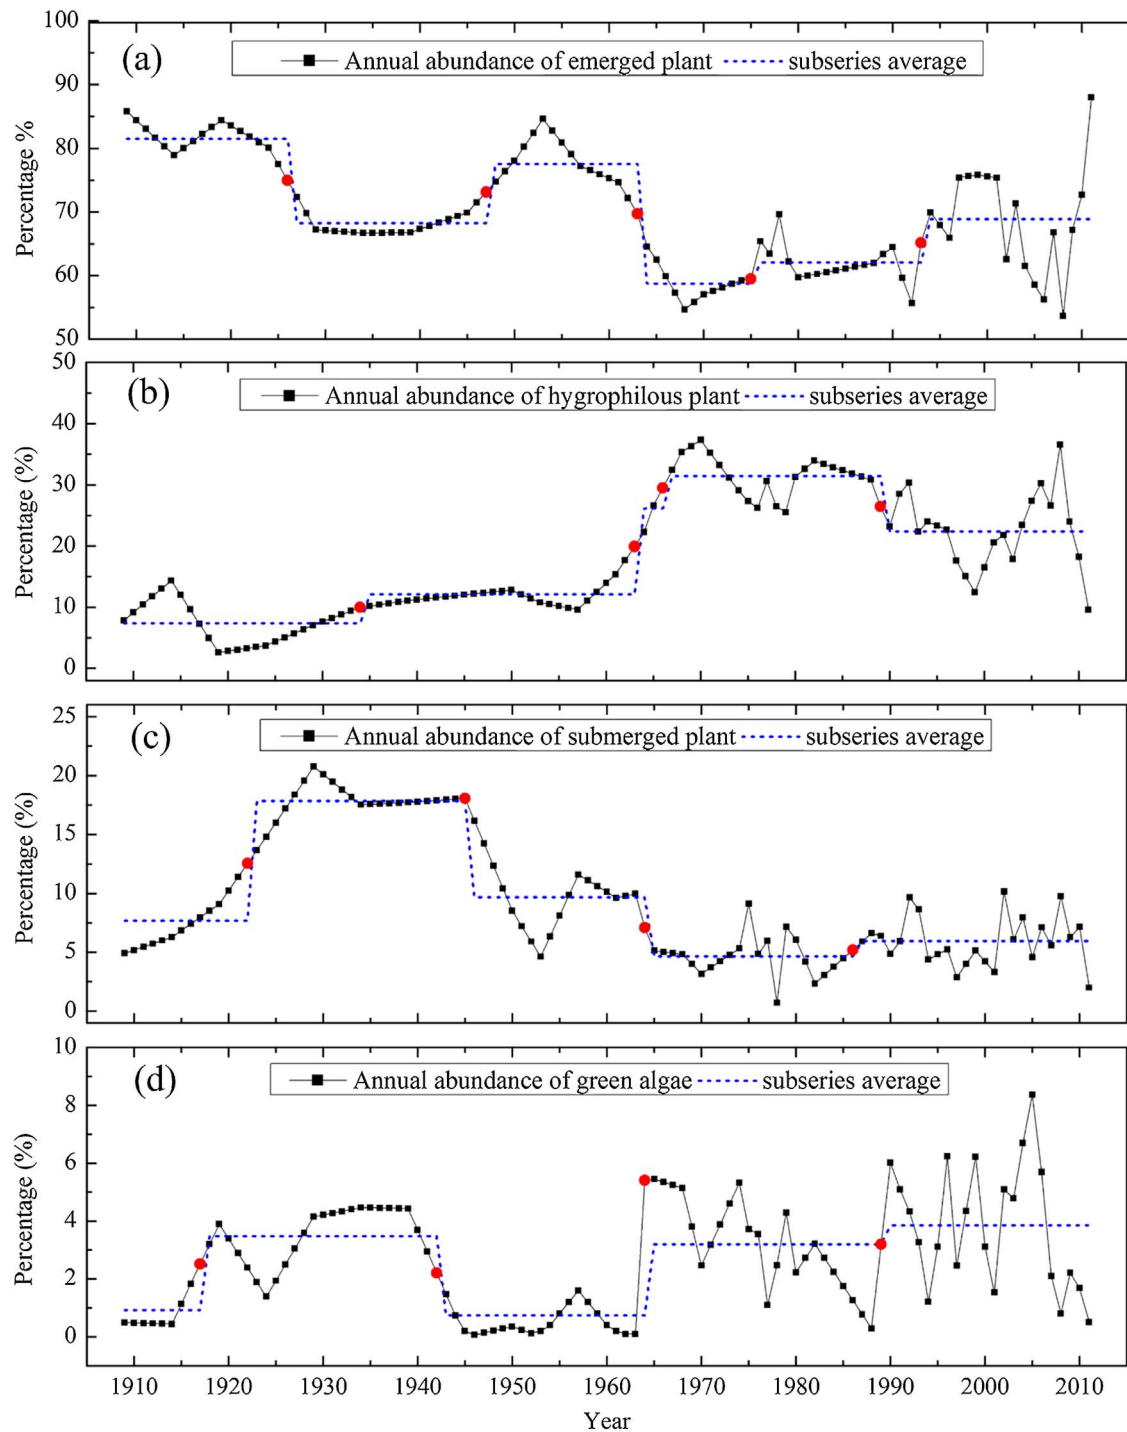 100
(a)
Annual abundance of emerged plant subseries average
90
80
70
60
50
Percentage %
50
(b)
Annual abundance of hygrophilous plant subseries average
40
30
20
10
0
Percentage (%)
25
(c)
Annual abundance of submerged plant subseries average
20
15
10
5
0
Percentage (%)
10
(d)
Annual abundance of green algae subseries average
8
6
4
2
0
Percentage (%)
1910 1920 1930 1940 1950 1960 1970 1980 1990 2000 2010
Year